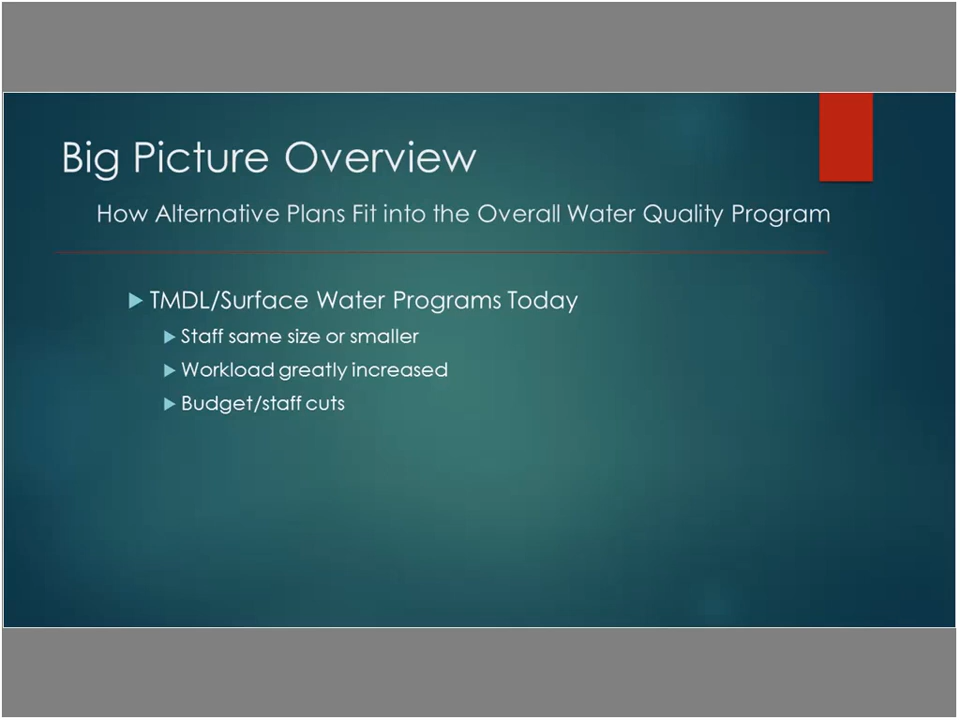 Big Picture Overview
How Alternative Plans Fit into the Overall Water Quality Program
TMDL/Surface Water Programs Today
Staff same size or smaller
Workload greatly increased
Budget/staff cuts